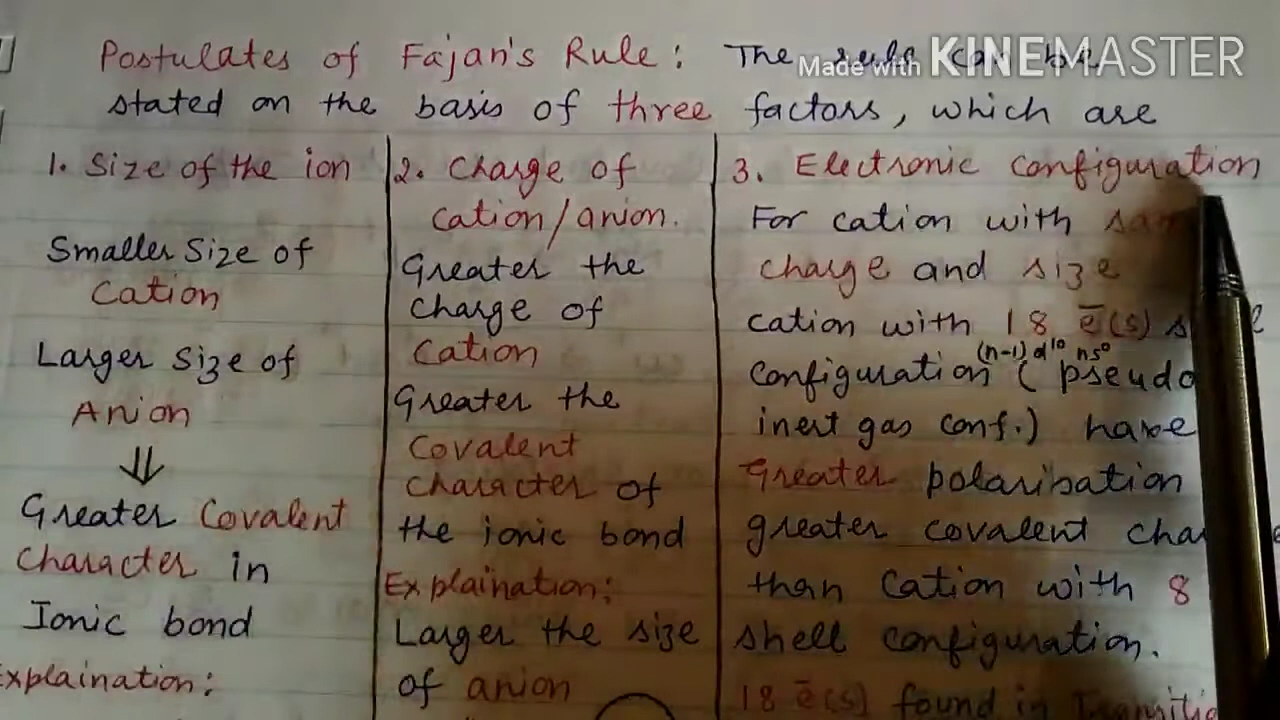 Postulates of Fajan's Rule: The rule can be
Made with KINEMASTER
stated on the basis of three factors, which are
1. Size of the ion
Smaller Size of
Cation
Larger Size of
Anion
⇓
Greater Covalent
Character in
Ionic bond
Explaination:
2. Charge of
cation/anion.
Greater the
charge of
Cation
Greater the
Covalent
character of
the ionic bond
Explaination:
Larger the size
of anion
3. Electronic configuration
For cation with
charge and size
cation with 18 e̅(s)
(n-1)d¹⁰ ns⁰
configuration (pseudo
inert gas conf.) have
Greater polarisation
greater covalent
than Cation with 8
shell configuration.
18 e̅(s) found in